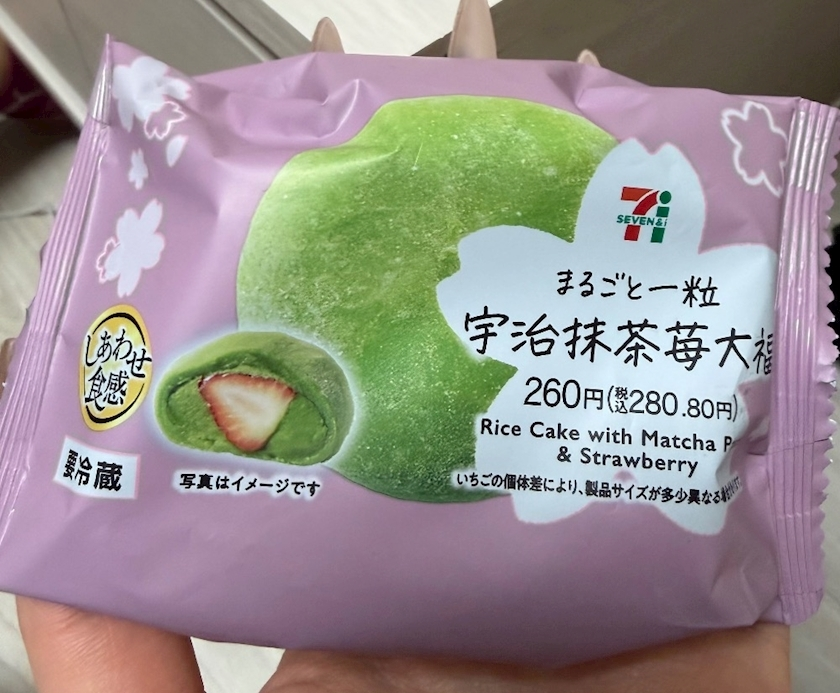 7i
SEVEN&i
まるごと一粒
宇治抹茶苺大福
260円(税込280.80円)
Rice Cake with Matcha
& Strawberry
いちごの個体差により、製品サイズが多少異なる
しあわせ
食感
要冷蔵
写真はイメージです